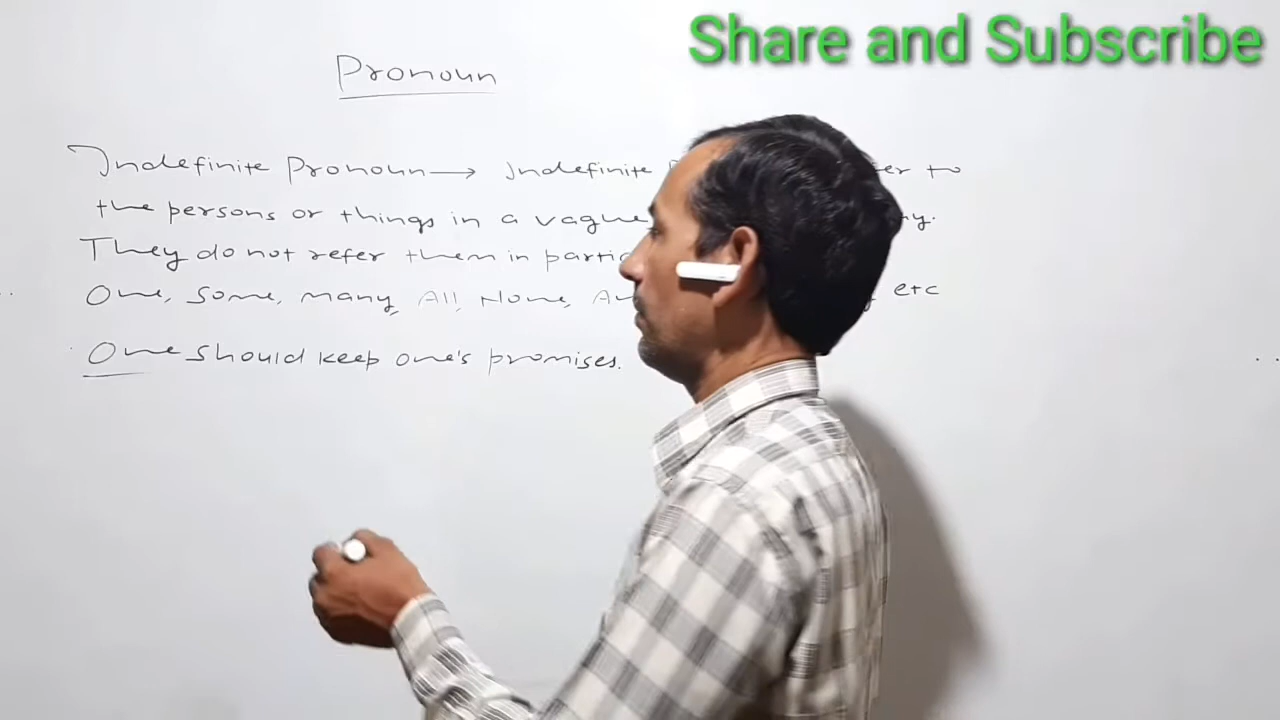 Share and Subscribe
Pronoun
Indefinite Pronoun → Indefinite to
the persons or things in a vague
They do not refer them in
One, Some, many, All, None, etc
One should keep one's promises.